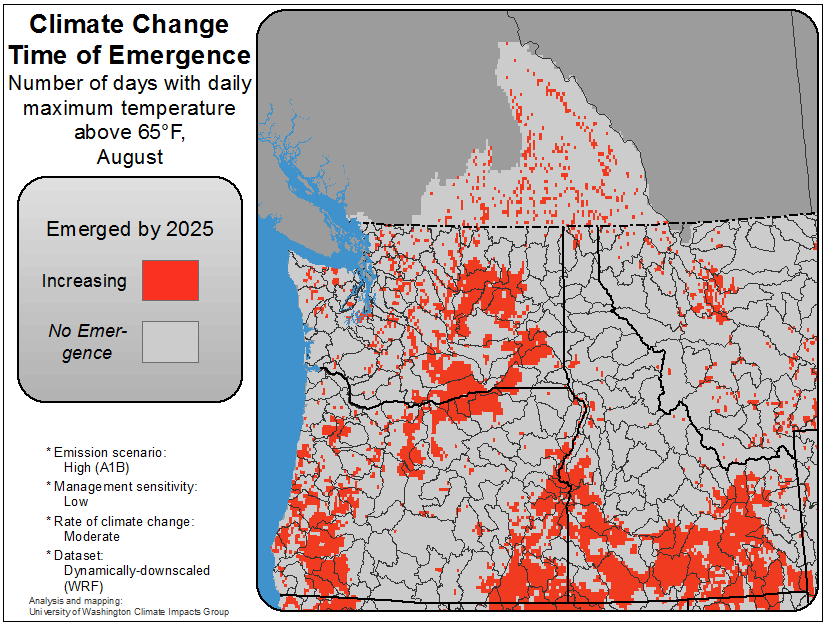 Climate Change
Time of Emergence
Number of days with daily
maximum temperature
above 65°F,
August
Emerged by 2025
Increasing
No Emer-
gence
* Emission scenario:
High (A1B)
* Management sensitivity:
Low
* Rate of climate change:
Moderate
* Dataset:
Dynamically-downscaled
(WRF)
Analysis and mapping:
University of Washington Climate Impacts Group